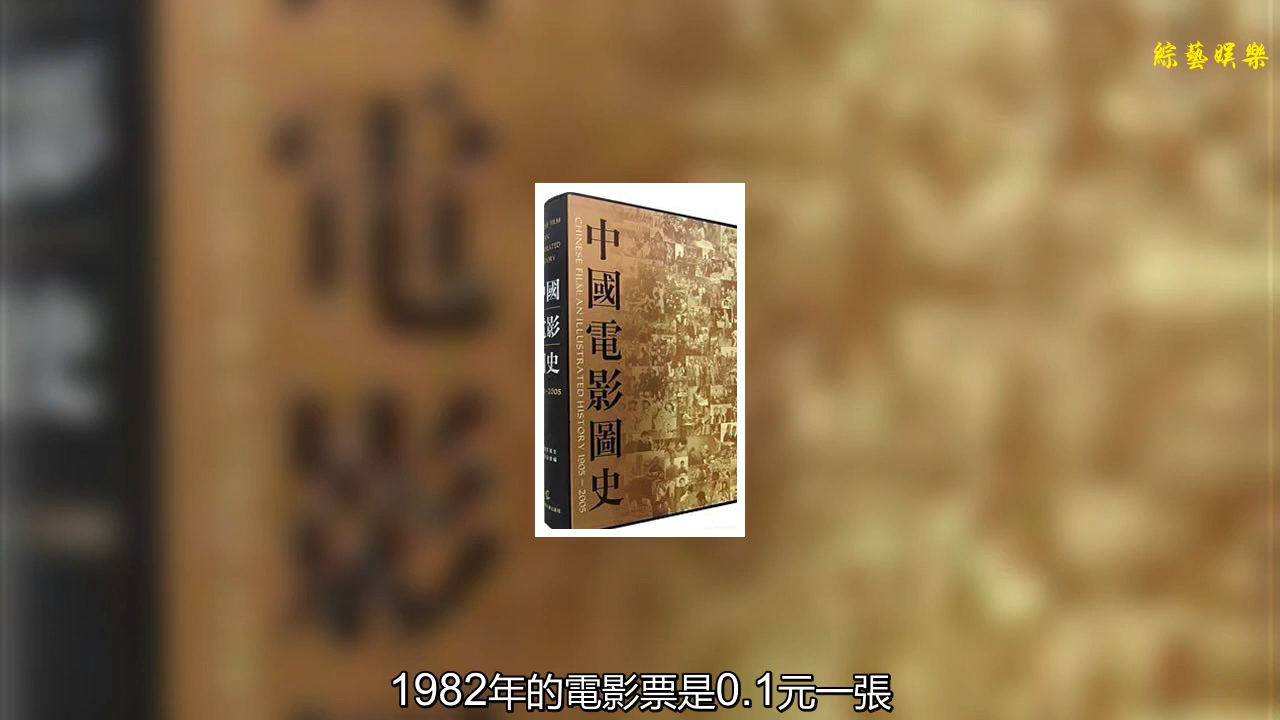 綜藝娛樂
中國電影圖史
CHINESE FILM: AN ILLUSTRATED HISTORY 1905－2005
1982年的電影票是0.1元一張